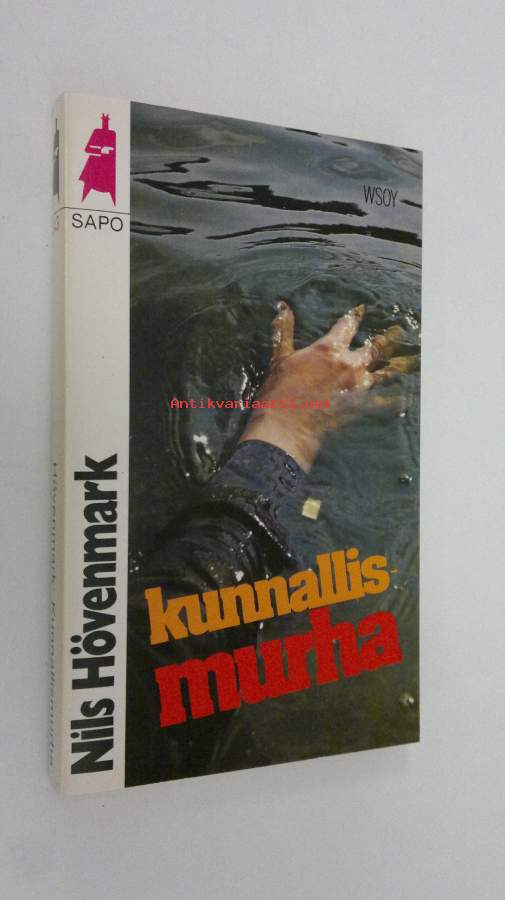 SAPO
WSOY
Nils Hövenmark
kunnallis-
murha
Hövenmark Kunnallismurha
Antikvariaatti.net